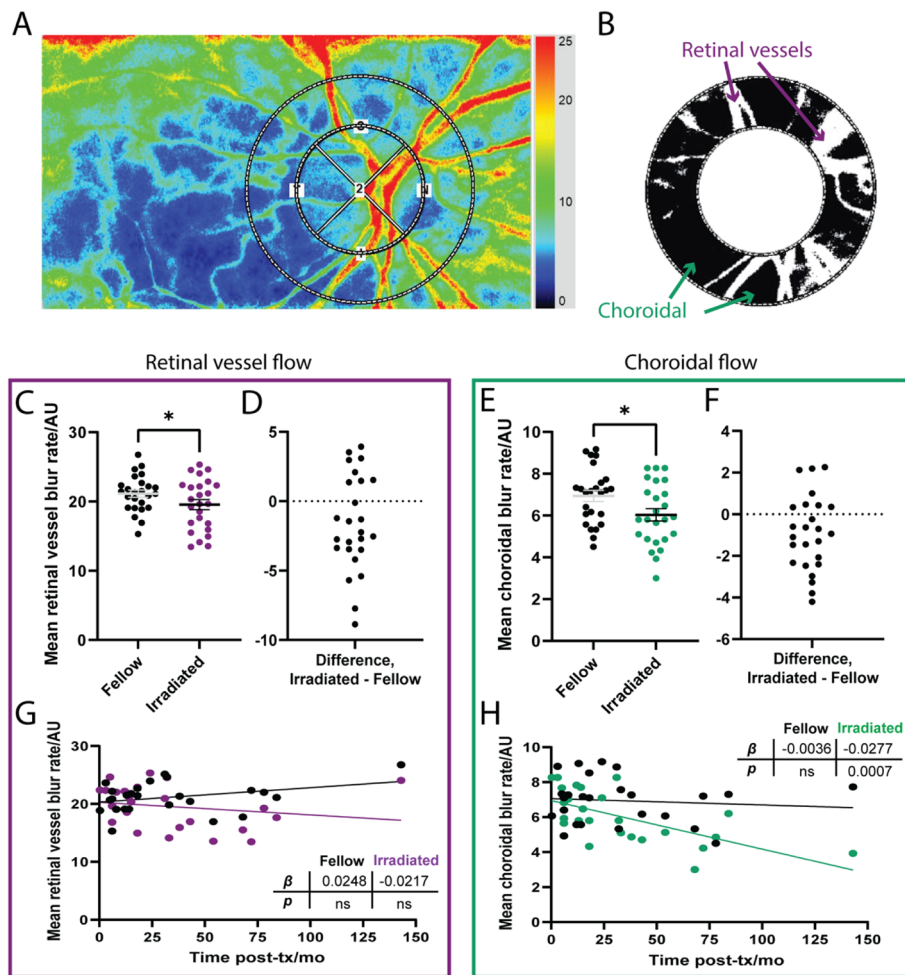 A
25
20
10
0
S
T
2
N
I
B
Retinal vessels
Choroidal
Retinal vessel flow
C
Mean retinal vessel blur rate/AU
30
20
10
0
*
Fellow
Irradiated
D
5
0
-5
-10
Difference,
Irradiated - Fellow
Choroidal flow
E
Mean choroidal blur rate/AU
10
8
6
4
2
0
*
Fellow
Irradiated
F
4
2
0
-2
-4
-6
Difference,
Irradiated - Fellow
G
Mean retinal vessel blur rate/AU
30
20
10
0
0 25 50 75 100 125 150
Time post-tx/mo
Fellow Irradiated
β 0.0248 -0.0217
p ns ns
H
Mean choroidal blur rate/AU
10
8
6
4
2
0
0 25 50 75 100 125 150
Time post-tx/mo
Fellow Irradiated
β -0.0036 -0.0277
p ns 0.0007